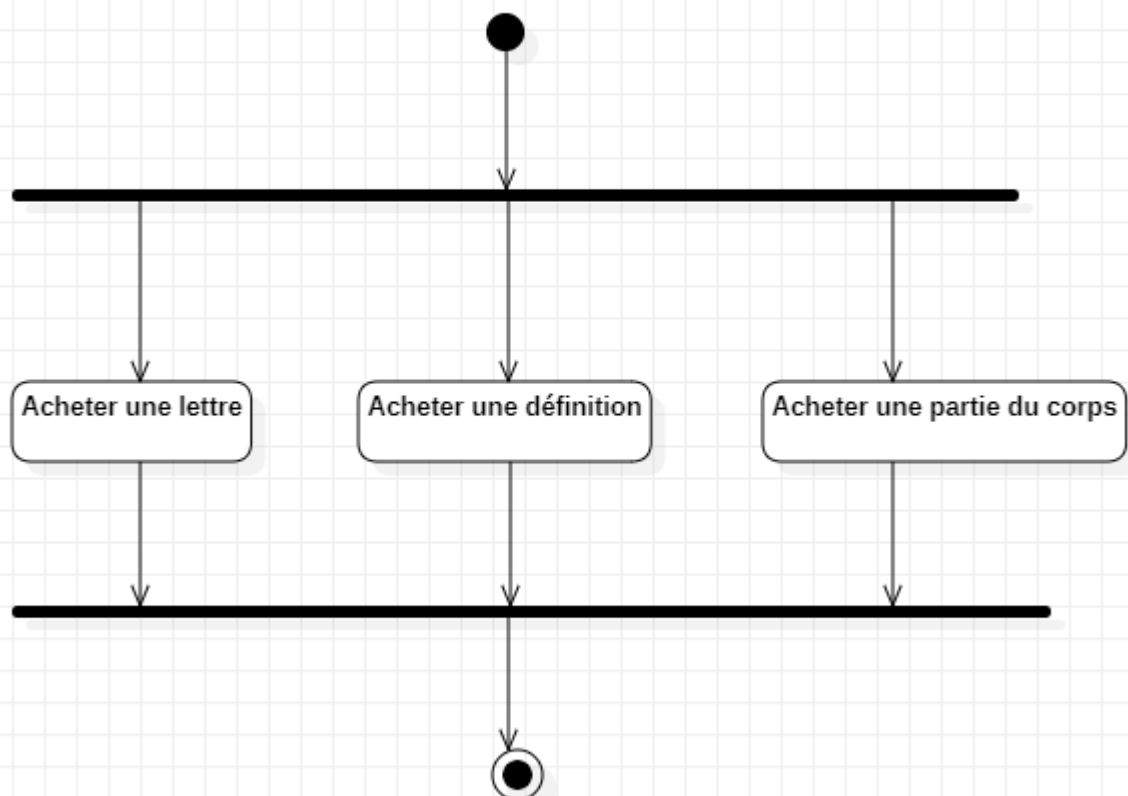 Acheter une lettre
Acheter une définition
Acheter une partie du corps